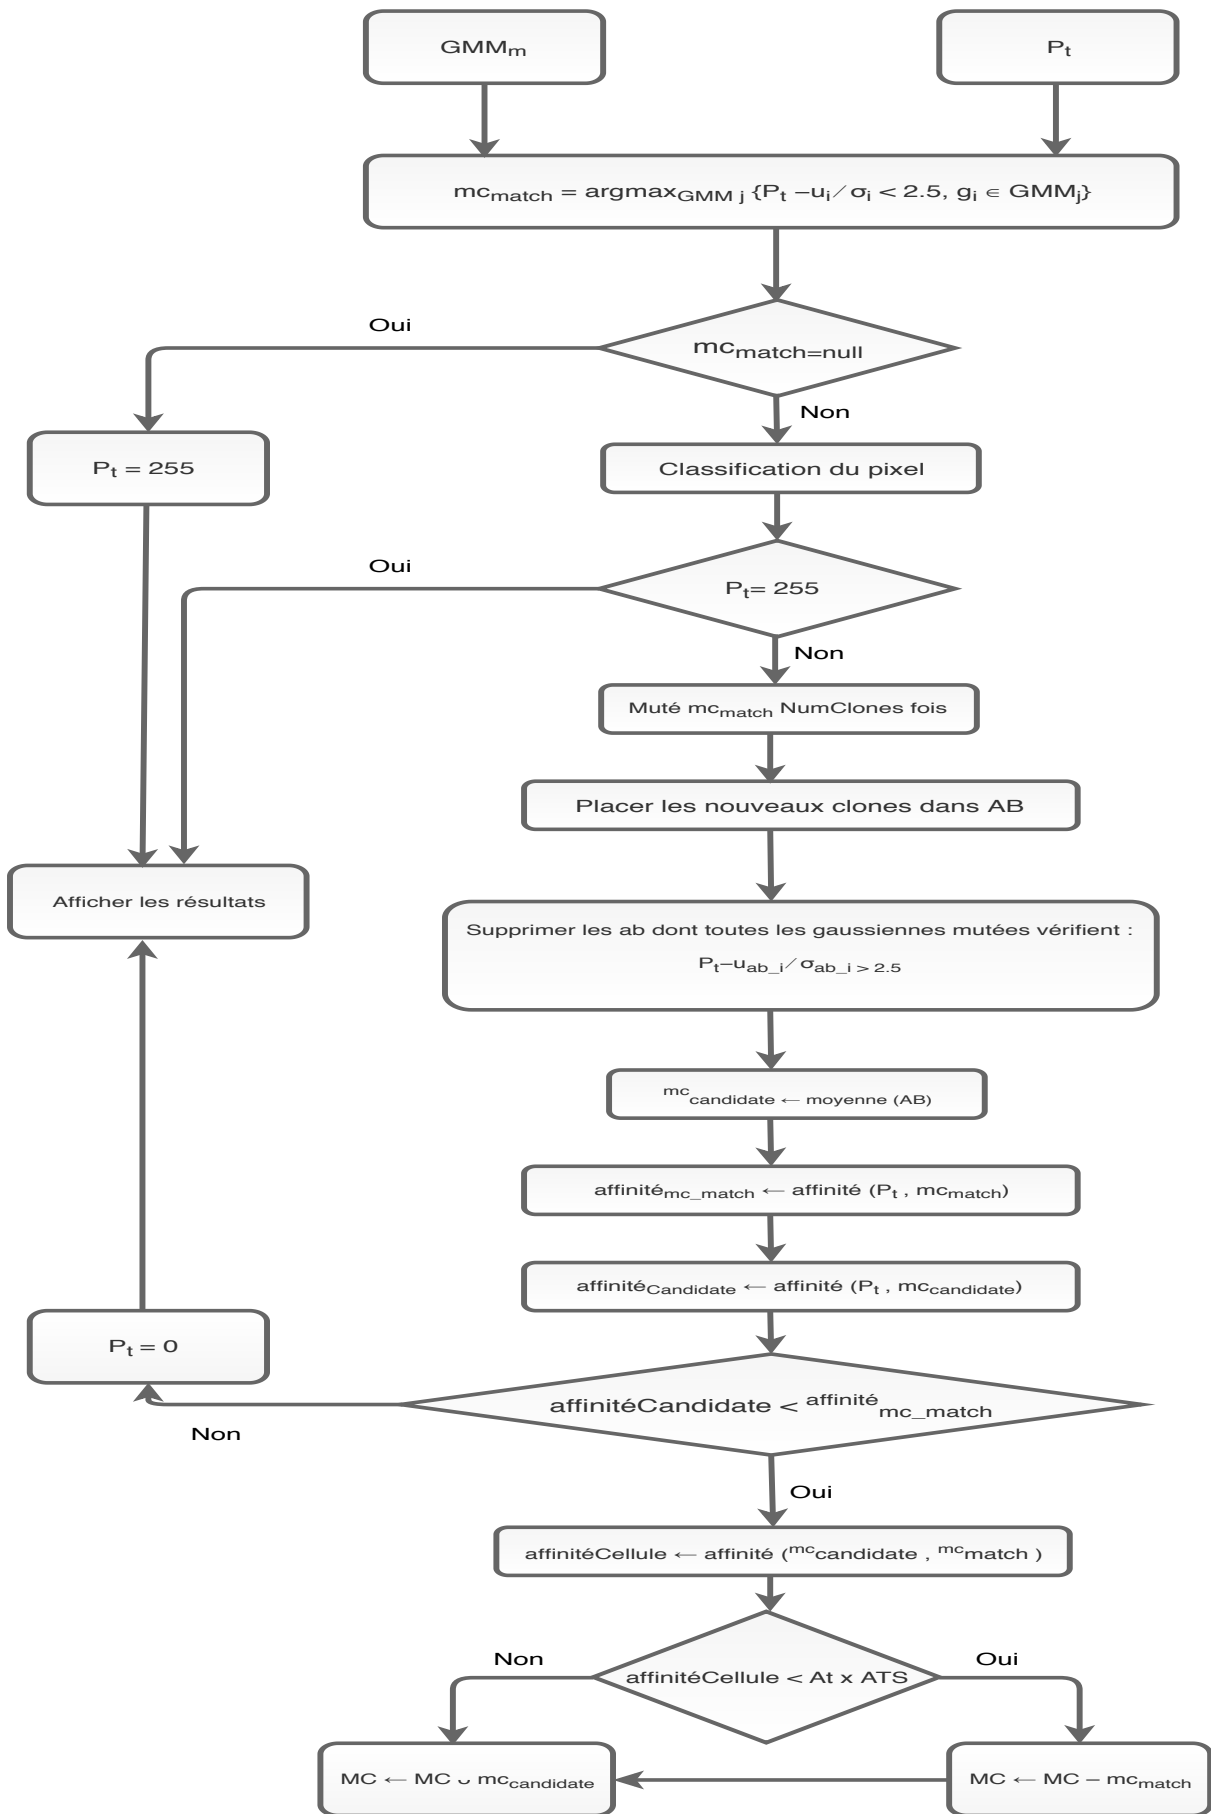 GMMm
Pt
mcmatch = argmaxGMM j {Pt −ui ∕ σi < 2.5, gi ∈ GMMj}
Oui
mcmatch=null
Non
Pt = 255
Classification du pixel
Oui
Pt= 255
Non
Muté mcmatch NumClones fois
Placer les nouveaux clones dans AB
Afficher les résultats
Supprimer les ab dont toutes les gaussiennes mutées vérifient :
Pt−uab_i ∕ σab_i > 2.5
mccandidate ← moyenne (AB)
affinitémc_match ← affinité (Pt , mcmatch)
affinitéCandidate ← affinité (Pt , mccandidate)
Pt = 0
affinitéCandidate < affinitémc_match
Non
Oui
affinitéCellule ← affinité (mccandidate , mcmatch )
Non
Oui
affinitéCellule < At x ATS
MC ← MC ∪ mccandidate
MC ← MC − mcmatch